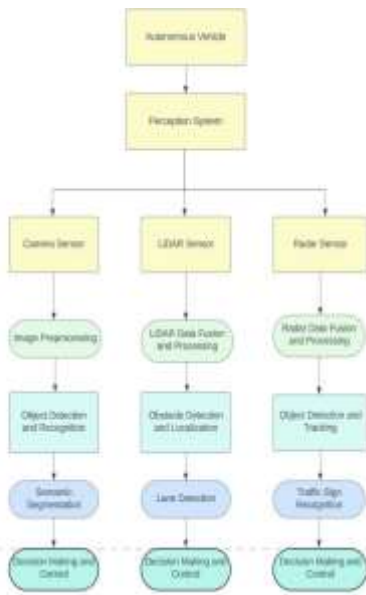 Autonomous Vehicle
Perception System
Camera Sensor
LiDAR Sensor
Radar Sensor
Image Preprocessing
LiDAR Data Fusion
and Processing
Radar Data Fusion
and Processing
Object Detection
and Recognition
Obstacle Detection
and Localization
Object Detection and
Tracking
Semantic
Segmentation
Lane Detection
Traffic Sign
Recognition
Decision Making and
Control
Decision Making and
Control
Decision Making and
Control